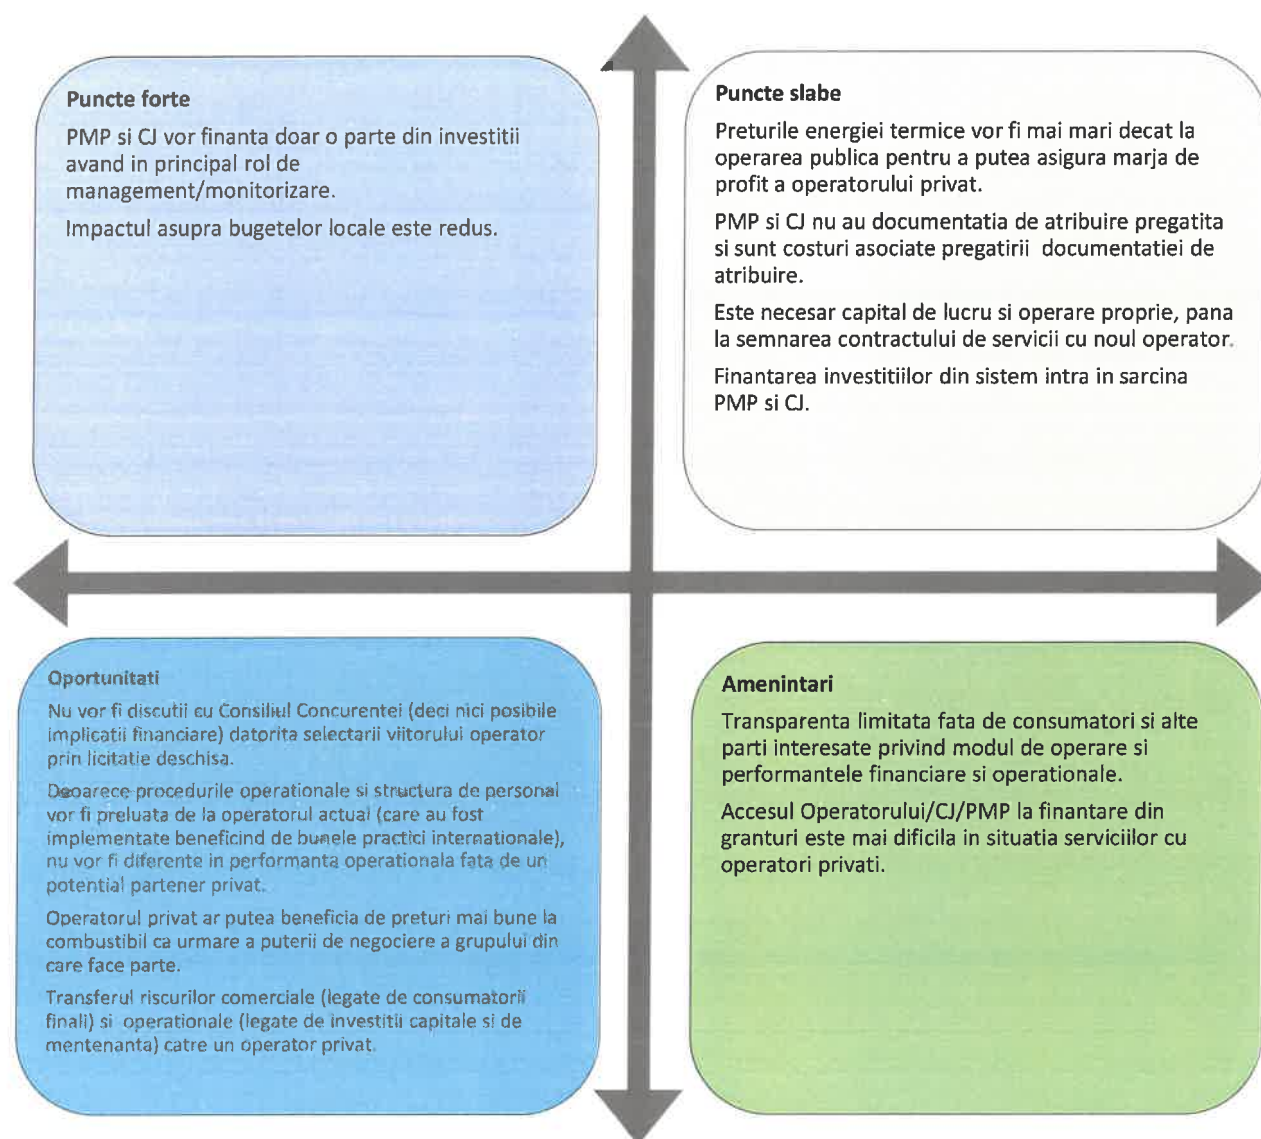 Puncte forte
PMP si CJ vor finanta doar o parte din investitii
avand in principal rol de
management/monitorizare.
Impactul asupra bugetelor locale este redus.
Puncte slabe
Preturile energiei termice vor fi mai mari decat la
operarea publica pentru a putea asigura marja de
profit a operatorului privat.
PMP si CJ nu au documentatia de atribuire pregatita
si sunt costuri asociate pregatirii documentatiei de
atribuire.
Este necesar capital de lucru si operare proprie, pana
la semnarea contractului de servicii cu noul operator.
Finantarea investitiilor din sistem intra in sarcina
PMP si CJ.
Oportunitati
Nu vor fi discutii cu Consiliul Concurentei (deci nici posibile
implicatii financiare) datorita selectarii viitorului operator
prin licitatie deschisa.
Deoarece procedurile operationale si structura de personal
vor fi preluata de la operatorul actual (care au fost
implementate beneficind de bunele practici internationale),
nu vor fi diferente in performanta operationala fata de un
potential partener privat.
Operatorul privat ar putea beneficia de preturi mai bune la
combustibil ca urmare a puterii de negociere a grupului din
care face parte.
Transferul riscurilor comerciale (legate de consumatorii
finali) si operationale (legate de investitii capitale si de
mentenanta) catre un operator privat.
Amenintari
Transparenta limitata fata de consumatori si alte
parti interesate privind modul de operare si
performantele financiare si operationale.
Accesul Operatorului/CJ/PMP la finantare din
granturi este mai dificila in situatia serviciilor cu
operatori privati.